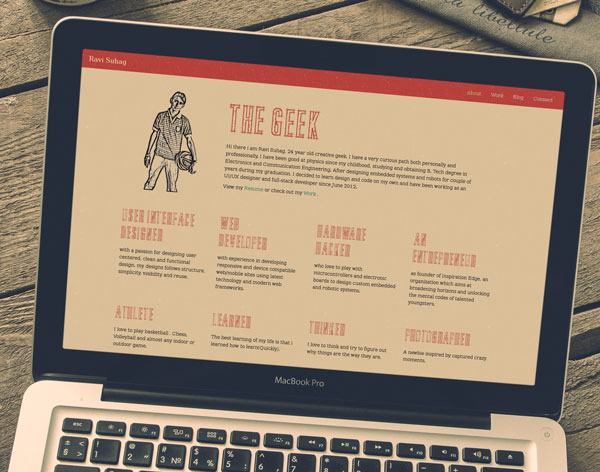 a libellule
Ravi Suhag
About Work Blog Contact
THE GEEK
Hi there i am Ravi Suhag, 24 year old creative geek. I have a very curious path both personally and
professionally. I have been good at physics since my childhood, studying and obtaining B. Tech degree in
Electronics and Communication Engineering. After designing embedded systems and robots for couple of
years during my graduation, I decided to learn design and code on my own and have been working as an
UI/UX designer and full-stack developer since June 2012.
View my Resume or check out my Work.
USER INTERFACE
DESIGNER
with a passion for designing user
centered, clean and functional
design, my designs follows structure,
simplicity, visibility and reuse.
WEB
DEVELOPER
with experience in developing
responsive and device compatible
web/mobile sites using latest
technology and modern web
frameworks.
HARDWARE
HACKER
who love to play with
microcontrollers and electronic
boards to design custom embedded
and robotic systems.
AN
ENTREPRENEUR
as founder of Inspiration Edge, an
organisation which aims at
broadening horizons and unlocking
the mental codes of talented
youngsters.
ATHLETE
I love to play basketball , Chess,
Volleyball and almost any indoor or
outdoor game.
LEARNER
The best learning of my life is that i
learned how to learn(Quickly).
THINKER
I love to think and try to figure out
why things are the way they are.
PHOTOGRAPHER
A newbie inspired by captured crazy
moments.
MacBook Pro
esc